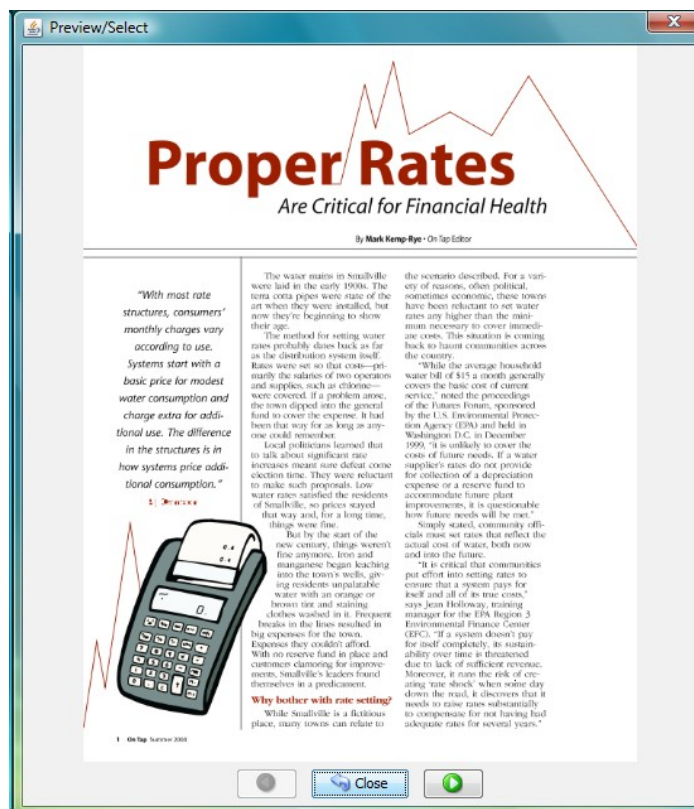 Preview/Select
Proper Rates
Are Critical for Financial Health
By Mark Kemp-Rye • On Tap Editor
"With most rate
structures, consumers'
monthly charges vary
according to use.
Systems start with a
basic price for modest
water consumption and
charge extra for addi-
tional use. The difference
in the structures is in
how systems price addi-
tional consumption."
The water mains in Smallville
were laid in the early 1900s. The
terra cotta pipes were state of the
art when they were installed, but
now they're beginning to show
their age.
The method for setting water
rates probably dates back as far
as the distribution system itself.
Rates were set so that costs—pri-
marily the salaries of two operators
and supplies, such as chlorine—
were covered. If a problem arose,
the town dipped into the general
fund to cover the expense. It had
been that way for as long as any-
one could remember.
Local politicians learned that
to talk about significant rate
increases meant sure defeat come
election time. They were reluctant
to make such proposals. Low
water rates satisfied the residents
of Smallville, so prices stayed
that way and, for a long time,
things were fine.
But by the start of the
new century, things weren't
fine anymore. Iron and
manganese began leaching
into the town's wells, giv-
ing residents unpalatable
water with an orange or
brown tint and staining
clothes washed in it. Frequent
breaks in the lines resulted in
big expenses for the town.
Expenses they couldn't afford.
With no reserve fund in place and
customers clamoring for improve-
ments, Smallville's leaders found
themselves in a predicament.
Why bother with rate setting?
While Smallville is a fictitious
place, many towns can relate to
the scenario described. For a vari-
ety of reasons, often political,
sometimes economic, these towns
have been reluctant to set water
rates any higher than the mini-
mum necessary to cover immedi-
ate costs. This situation is coming
back to haunt communities across
the country.
"While the average household
water bill of $15 a month generally
covers the basic cost of current
service," noted the proceedings
of the Futures Forum, sponsored
by the U.S. Environmental Protec-
tion Agency (EPA) and held in
Washington D.C. in December
1999, "it is unlikely to cover the
costs of future needs. If a water
supplier's rates do not provide
for collection of a depreciation
expense or a reserve fund to
accommodate future plant
improvements, it is questionable
how future needs will be met."
Simply stated, community offi-
cials must set rates that reflect the
actual cost of water, both now
and into the future.
"It is critical that communities
put effort into setting rates to
ensure that a system pays for
itself and all of its true costs,"
says Jean Holloway, training
manager for the EPA Region 3
Environmental Finance Center
(EFC). "If a system doesn't pay
for itself completely, its sustain-
ability over time is threatened
due to lack of sufficient revenue.
Moreover, it runs the risk of cre-
ating 'rate shock' when some day
down the road, it discovers that it
needs to raise rates substantially
to compensate for not having had
adequate rates for several years."
On Tap Summer
Close